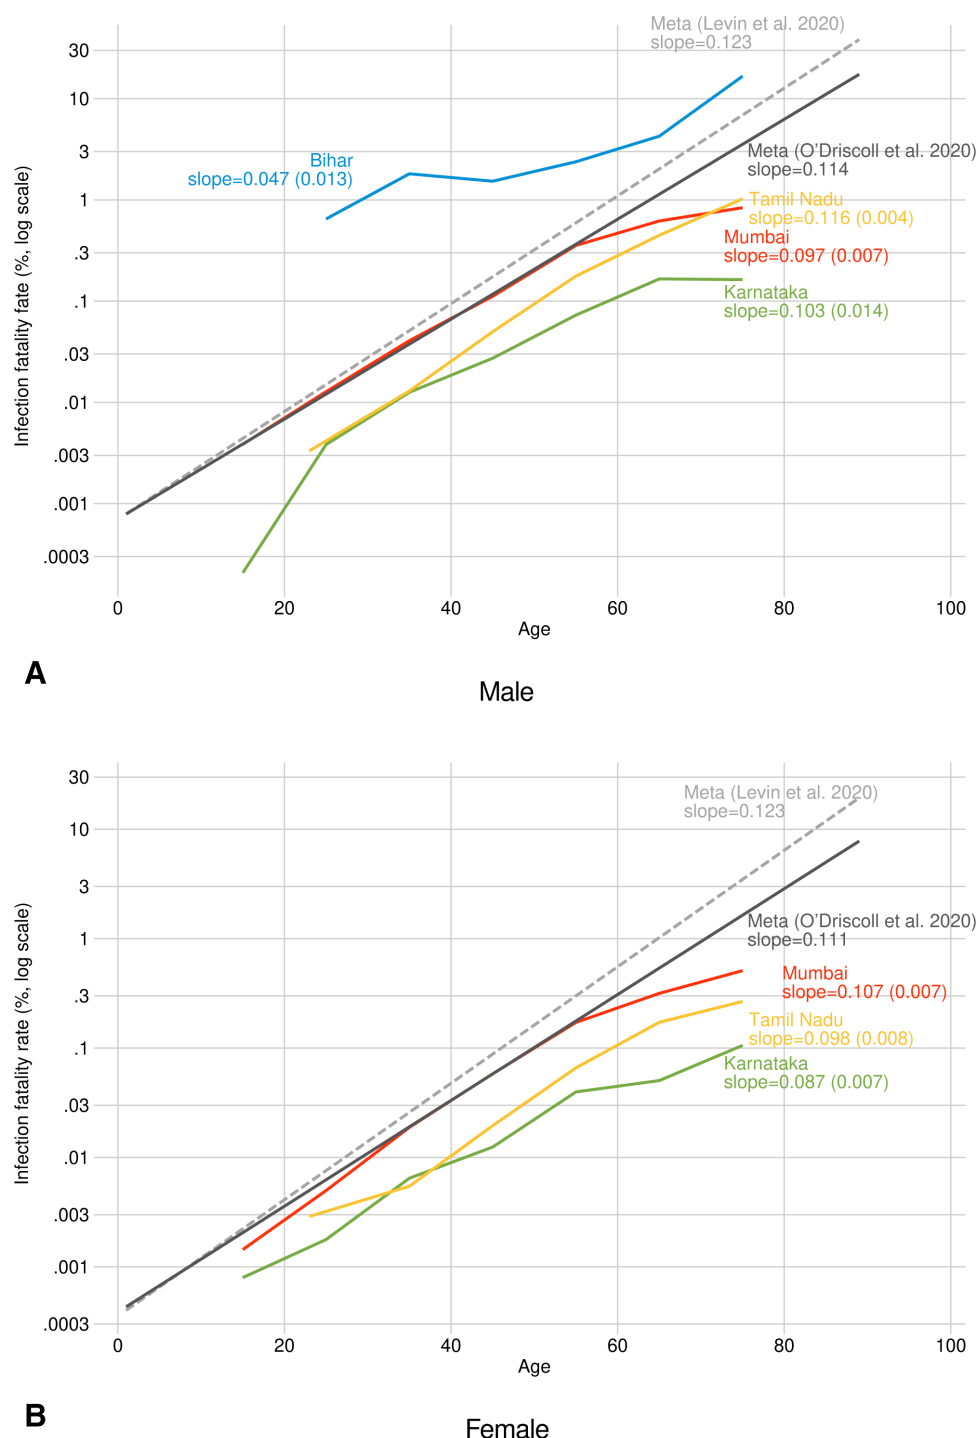 Meta (Levin et al. 2020)
slope=0.123
30
10
3
1
.3
.1
.03
.01
.003
.001
.0003
Infection fatality fate (%, log scale)
Bihar
slope=0.047 (0.013)
Meta (O'Driscoll et al. 2020)
slope=0.114
Tamil Nadu
slope=0.116 (0.004)
Mumbai
slope=0.097 (0.007)
Karnataka
slope=0.103 (0.014)
0 20 40 60 80 100
Age
A
Male
30
10
3
1
.3
.1
.03
.01
.003
.001
.0003
Infection fatality rate (%, log scale)
Meta (Levin et al. 2020)
slope=0.123
Meta (O'Driscoll et al. 2020)
slope=0.111
Mumbai
slope=0.107 (0.007)
Tamil Nadu
slope=0.098 (0.008)
Karnataka
slope=0.087 (0.007)
0 20 40 60 80 100
Age
B
Female